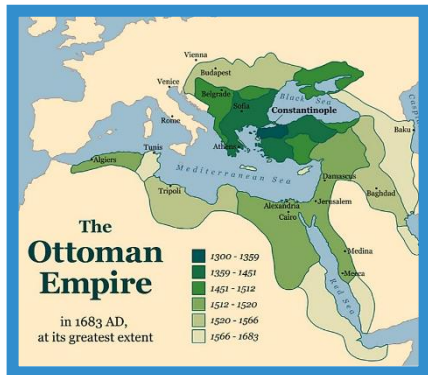 Vienna
Budapest
Venice
Belgrade
Black Sea
Caspi
Sofia
Constantinople
Rome
Baku
Athens
Algiers
Tunis
Mediterranean Sea
Damascus
Tripoli
Baghdad
Alexandria
Jerusalem
Cairo
The
Ottoman
Empire
in 1683 AD,
at its greatest extent
1300 - 1359
1359 - 1451
1451 - 1512
1512 - 1520
1520 - 1566
1566 - 1683
Medina
Mecca
Red Sea